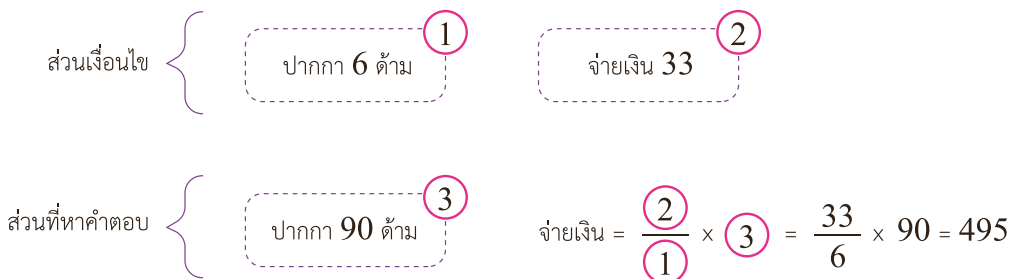 ส่วนเงื่อนไข ปากกา 6 ด้าม 1 จ่ายเงิน 33 2
ส่วนที่หาคำตอบ ปากกา 90 ด้าม 3 จ่ายเงิน = 2/1 × 3 = 33/6 × 90 = 495